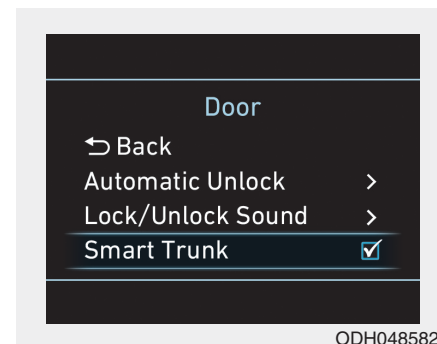 Door
Back
Automatic Unlock >
Lock/Unlock Sound >
Smart Trunk
ODH048582